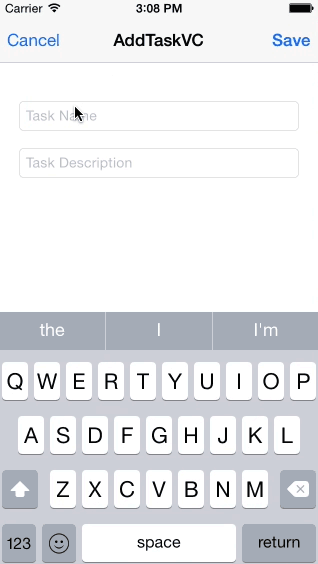 Carrier 3:08 PM
Cancel AddTaskVC Save
Task Name
Task Description
the I I'm
Q W E R T Y U I O P
A S D F G H J K L
Z X C V B N M
123 space return